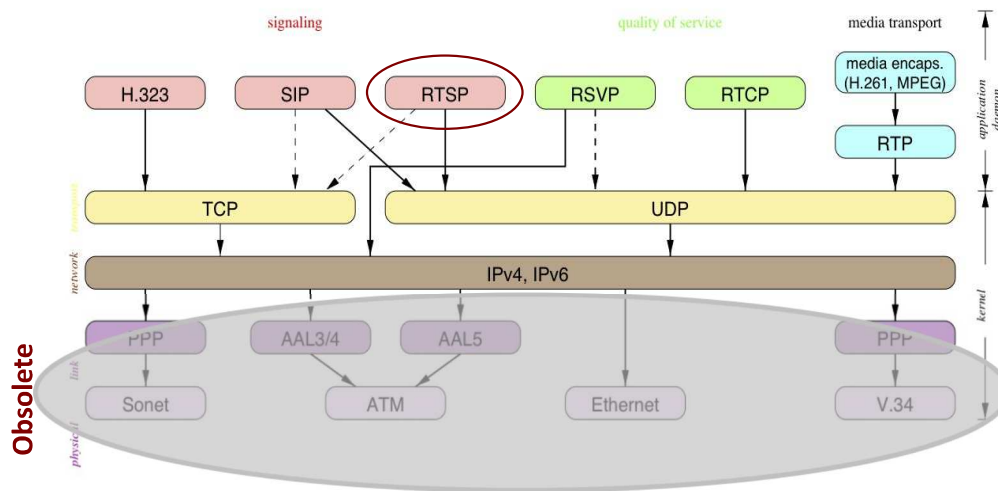 signaling
quality of service
media transport
H.323
SIP
RTSP
RSVP
RTCP
media encaps.
(H.261, MPEG)
RTP
application
daemon
transport
TCP
UDP
network
IPv4, IPv6
kernel
PPP
AAL3/4
AAL5
PPP
link
Sonet
ATM
Ethernet
V.34
physical
Obsolete